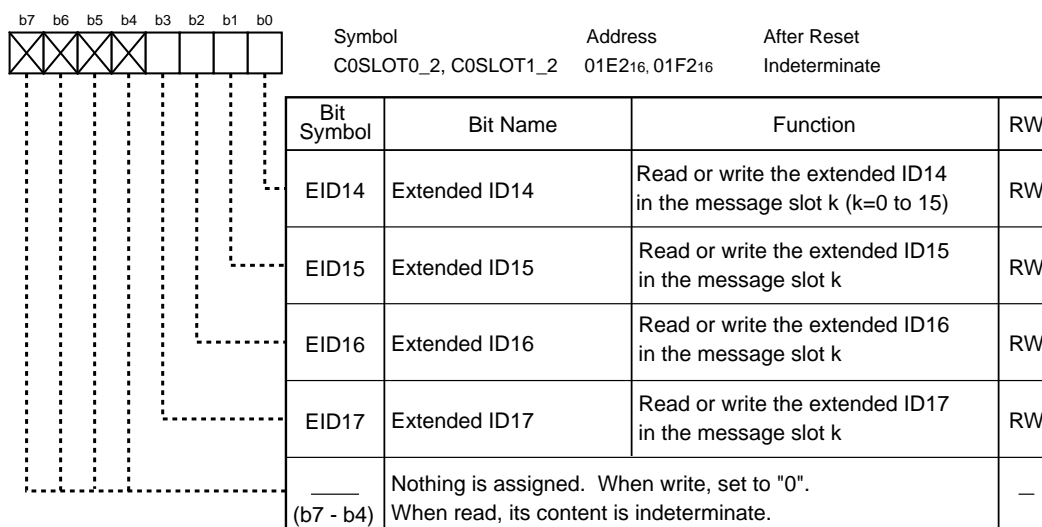 b7 b6 b5 b4 b3 b2 b1 b0
Symbol Address After Reset
C0SLOT0_2, C0SLOT1_2 01E216, 01F216 Indeterminate
Bit Symbol Bit Name Function RW
EID14 Extended ID14 Read or write the extended ID14 RW
in the message slot k (k=0 to 15)
EID15 Extended ID15 Read or write the extended ID15 RW
in the message slot k
EID16 Extended ID16 Read or write the extended ID16 RW
in the message slot k
EID17 Extended ID17 Read or write the extended ID17 RW
in the message slot k
Nothing is assigned. When write, set to "0". –
(b7 - b4) When read, its content is indeterminate.